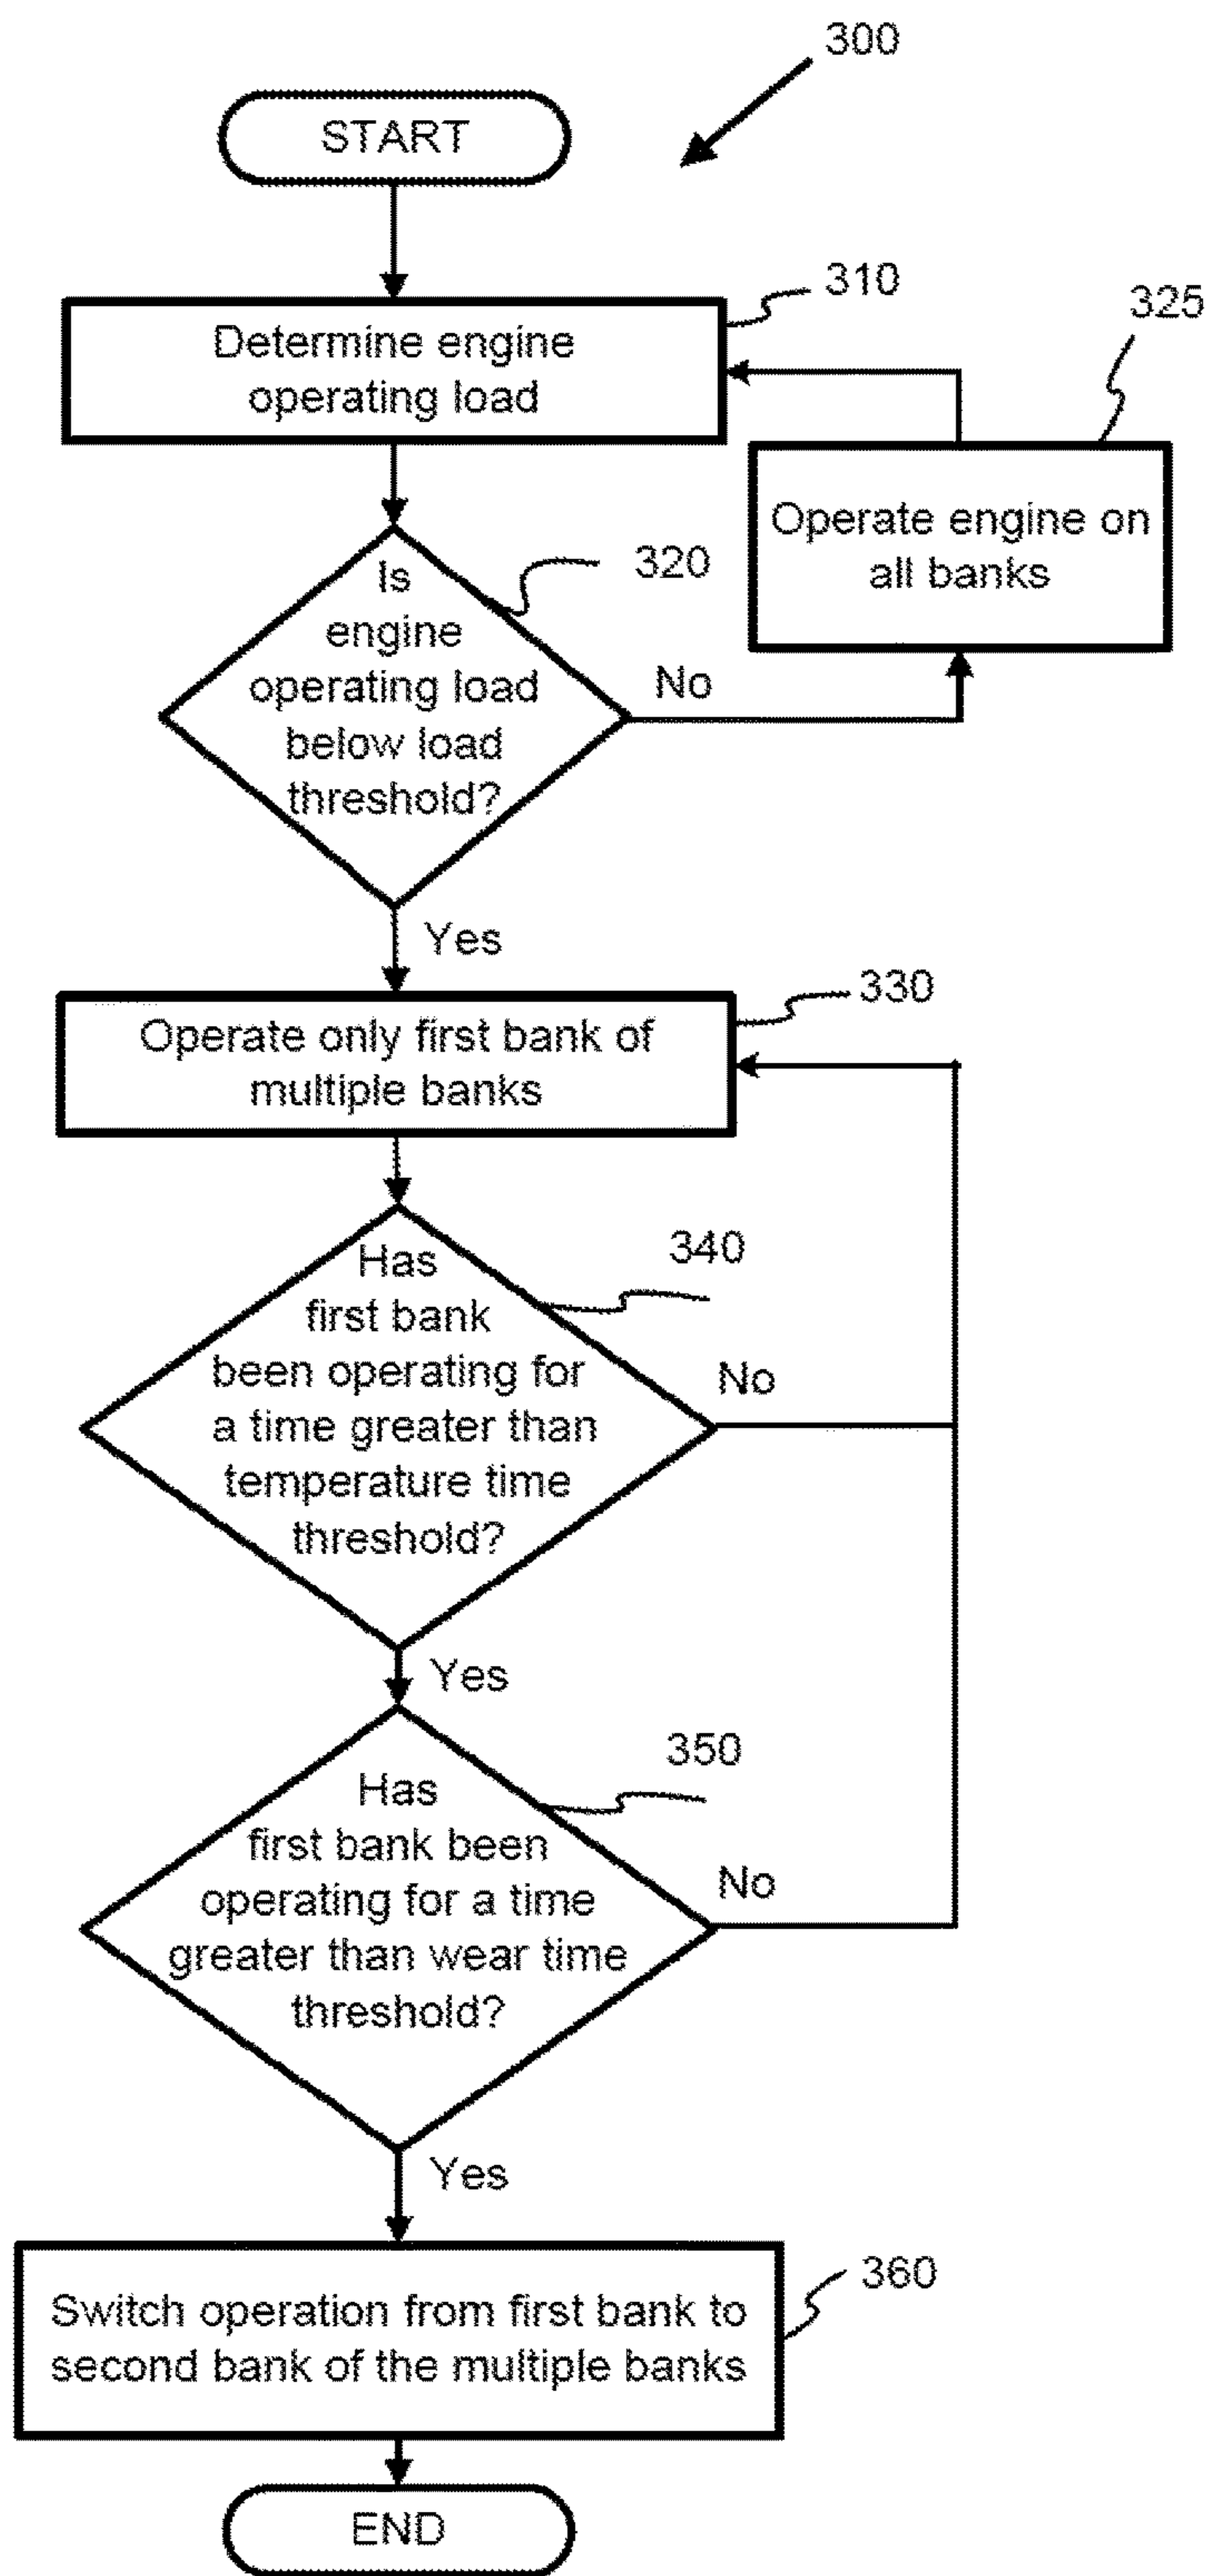 300
START
310
Determine engine
operating load
325
Operate engine on
all banks
320
Is
engine
operating load
below load
threshold?
No
Yes
330
Operate only first bank of
multiple banks
340
Has
first bank
been operating for
a time greater than
temperature time
threshold?
No
Yes
350
Has
first bank been
operating for a time
greater than wear time
threshold?
No
Yes
360
Switch operation from first bank to
second bank of the multiple banks
END